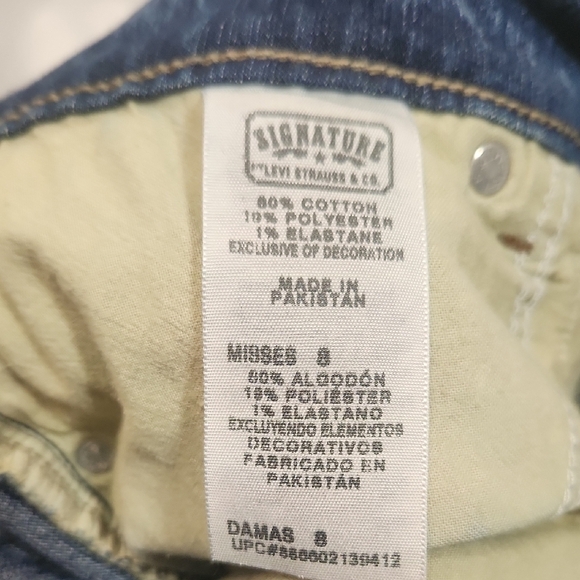 SIGNATURE
BY LEVI STRAUSS & CO.
80% COTTON
19% POLYESTER
1% ELASTANE
EXCLUSIVE OF DECORATION
MADE IN
PAKISTAN
MISSES 8
80% ALGODÓN
19% POLIÉSTER
1% ELASTANO
EXCLUYENDO ELEMENTOS
DECORATIVOS
FABRICADO EN
PAKISTÁN
DAMAS 8